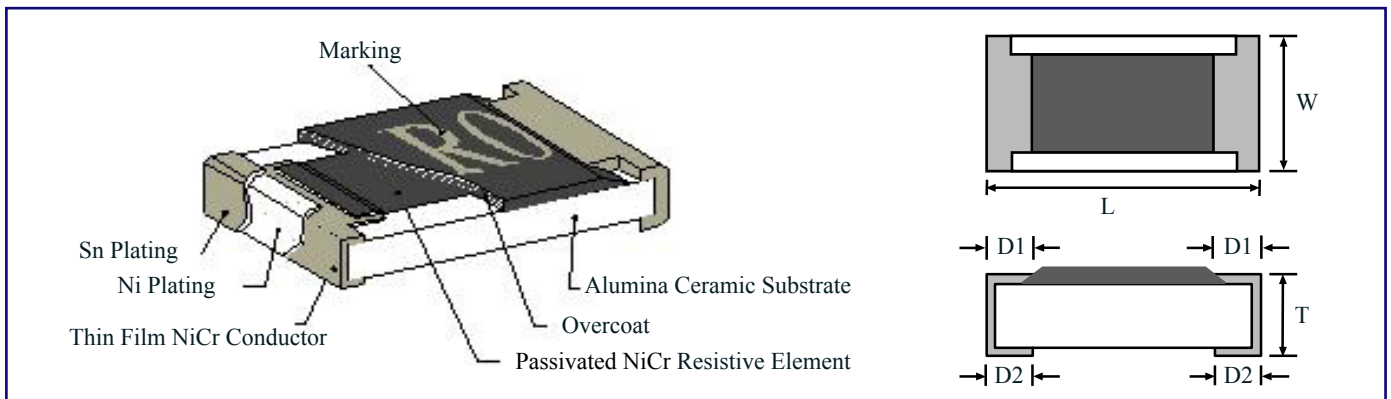 Marking
RO
Sn Plating
Ni Plating
Thin Film NiCr Conductor
Alumina Ceramic Substrate
Overcoat
Passivated NiCr Resistive Element
W
L
D1
D1
T
D2
D2